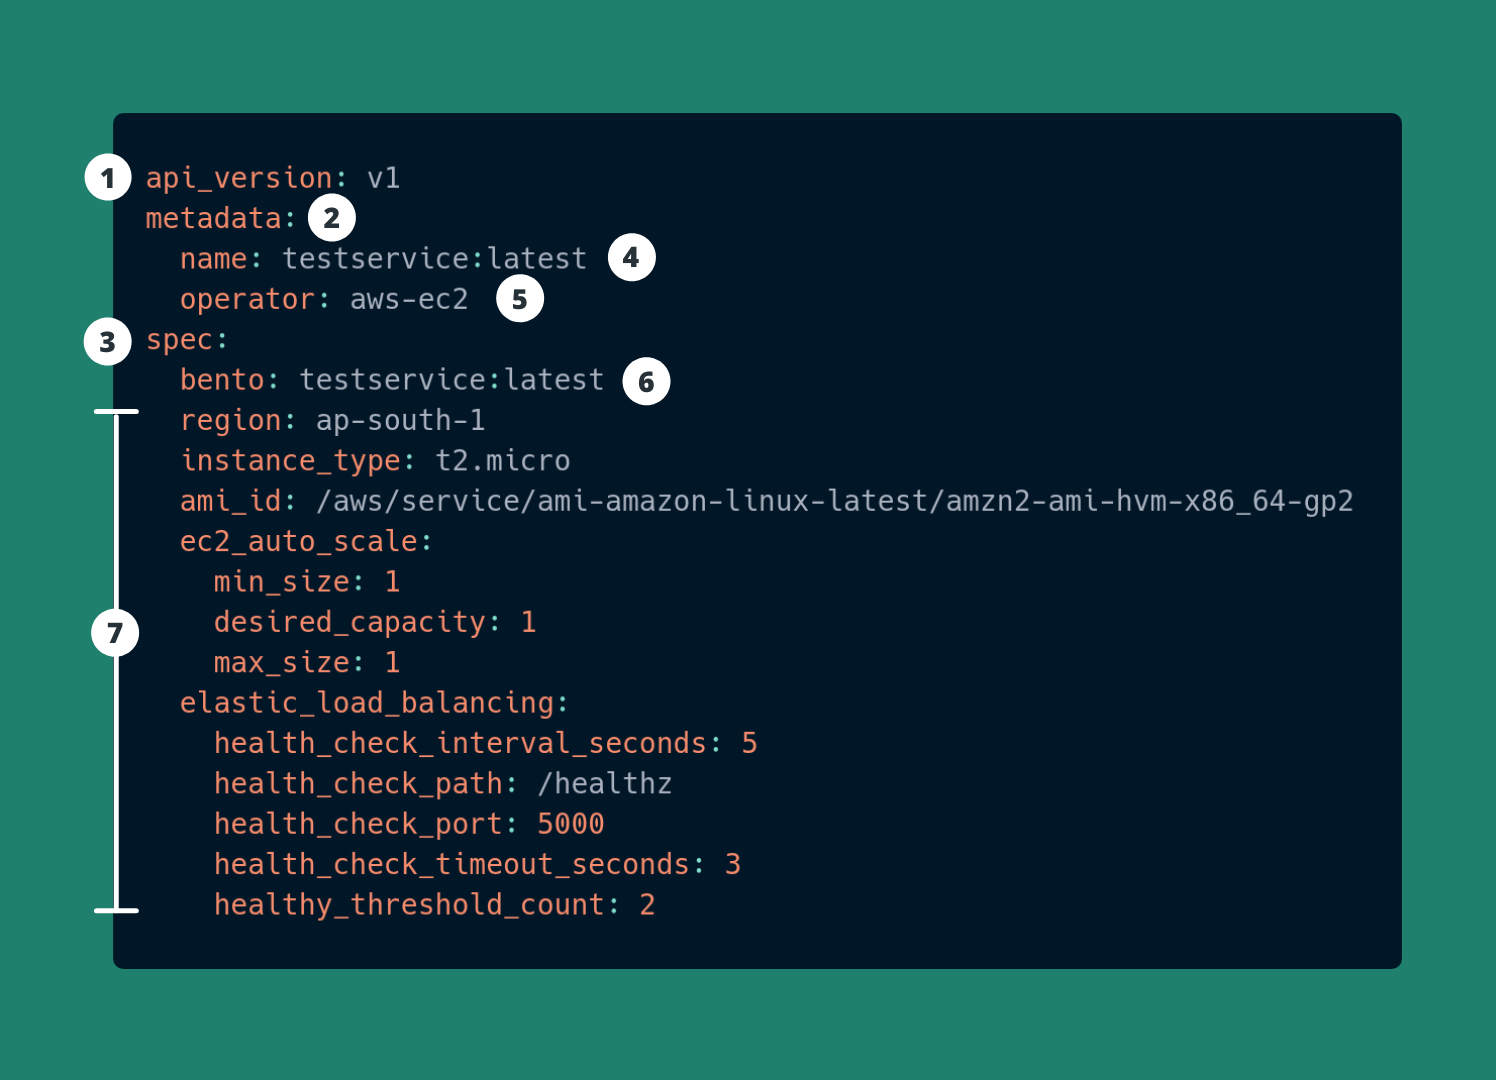 1 api_version: v1
metadata: 2
name: testservice:latest 4
operator: aws-ec2 5
3 spec:
bento: testservice:latest 6
region: ap-south-1
instance_type: t2.micro
ami_id: /aws/service/ami-amazon-linux-latest/amzn2-ami-hvm-x86_64-gp2
ec2_auto_scale:
min_size: 1
7 desired_capacity: 1
max_size: 1
elastic_load_balancing:
health_check_interval_seconds: 5
health_check_path: /healthz
health_check_port: 5000
health_check_timeout_seconds: 3
healthy_threshold_count: 2